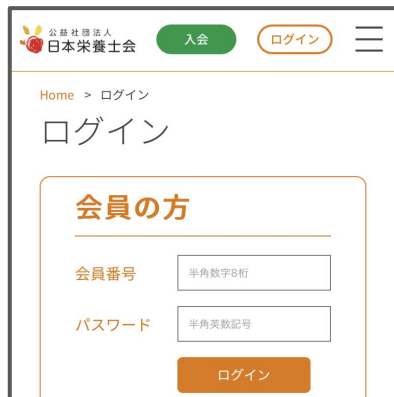 公益社団法人
日本栄養士会
入会
ログイン
Home > ログイン
ログイン
会員の方
会員番号
半角数字8桁
パスワード
半角英数記号
ログイン